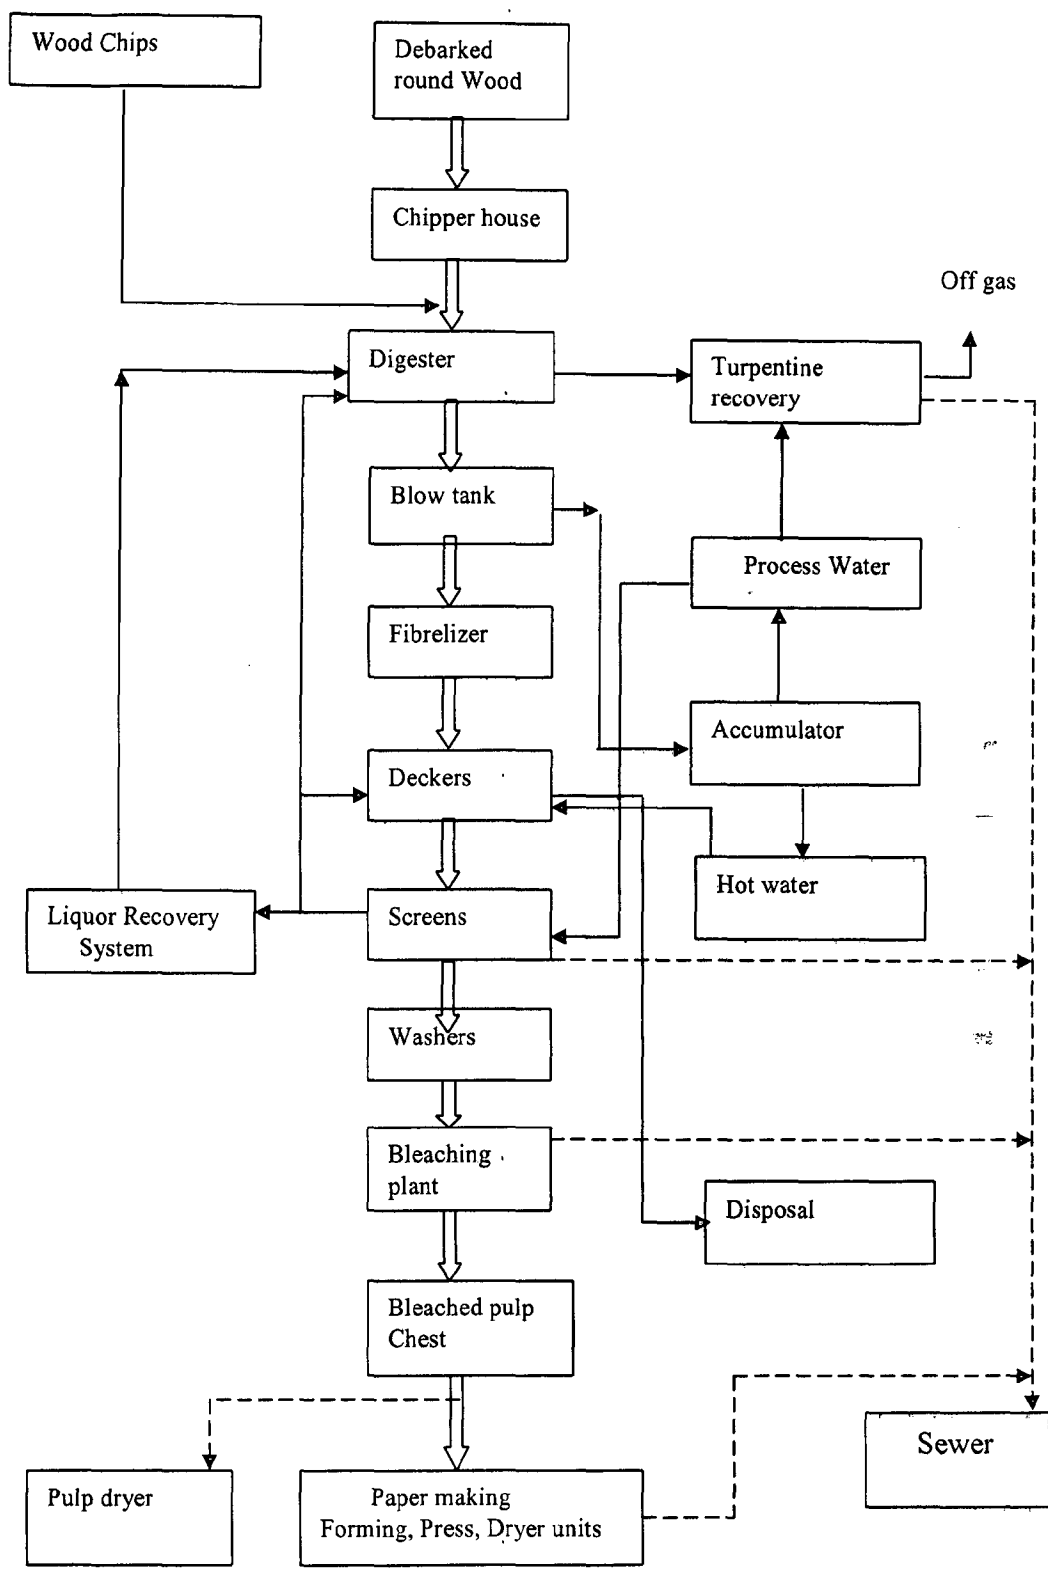 Wood Chips
Debarked
round Wood
Chipper house
Off gas
Digester
Turpentine
recovery
Blow tank
Process Water
Fibrelizer
Accumulator
Deckers
Hot water
Liquor Recovery
System
Screens
Washers
Bleaching
plant
Disposal
Bleached pulp
Chest
Sewer
Pulp dryer
Paper making
Forming, Press, Dryer units